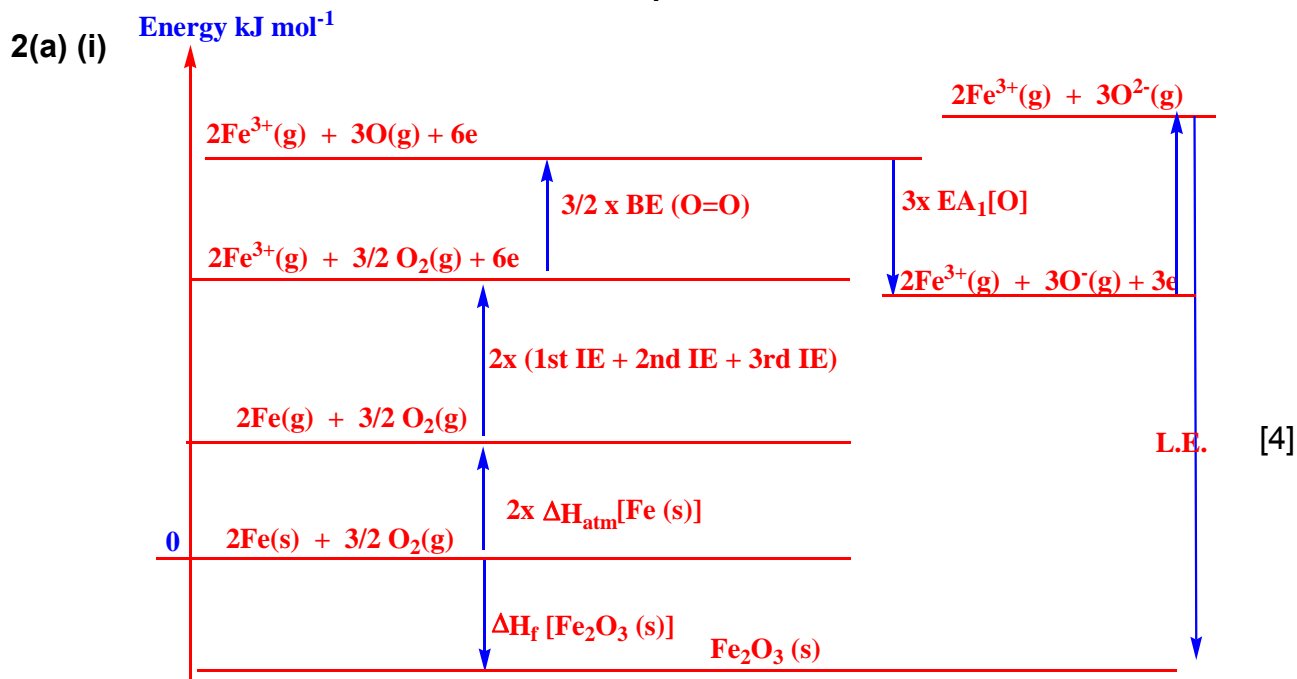 Energy kJ mol⁻¹
2(a) (i)
2Fe³⁺(g) + 3O²⁻(g)
2Fe³⁺(g) + 3O(g) + 6e
3/2 x BE (O=O)
3x EA₁[O]
2Fe³⁺(g) + 3/2 O₂(g) + 6e
2Fe³⁺(g) + 3O⁻(g) + 3e
2x (1st IE + 2nd IE + 3rd IE)
2Fe(g) + 3/2 O₂(g)
L.E.
[4]
2x ΔHₐₜₘ[Fe (s)]
0
2Fe(s) + 3/2 O₂(g)
ΔH_f [Fe₂O₃ (s)]
Fe₂O₃ (s)